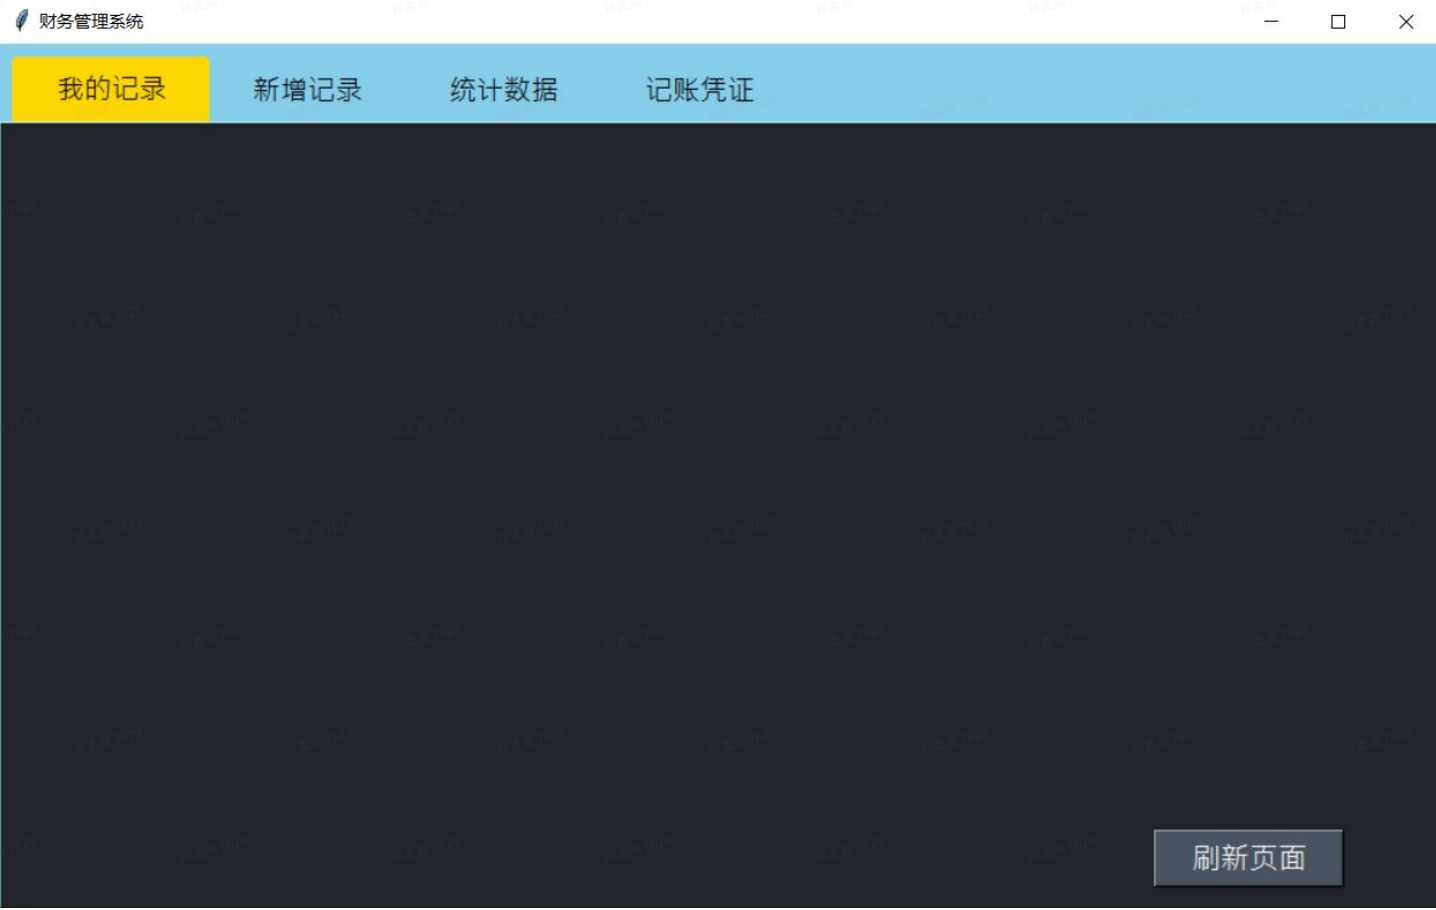 财务管理系统
我的记录 新增记录 统计数据 记账凭证
刷新页面